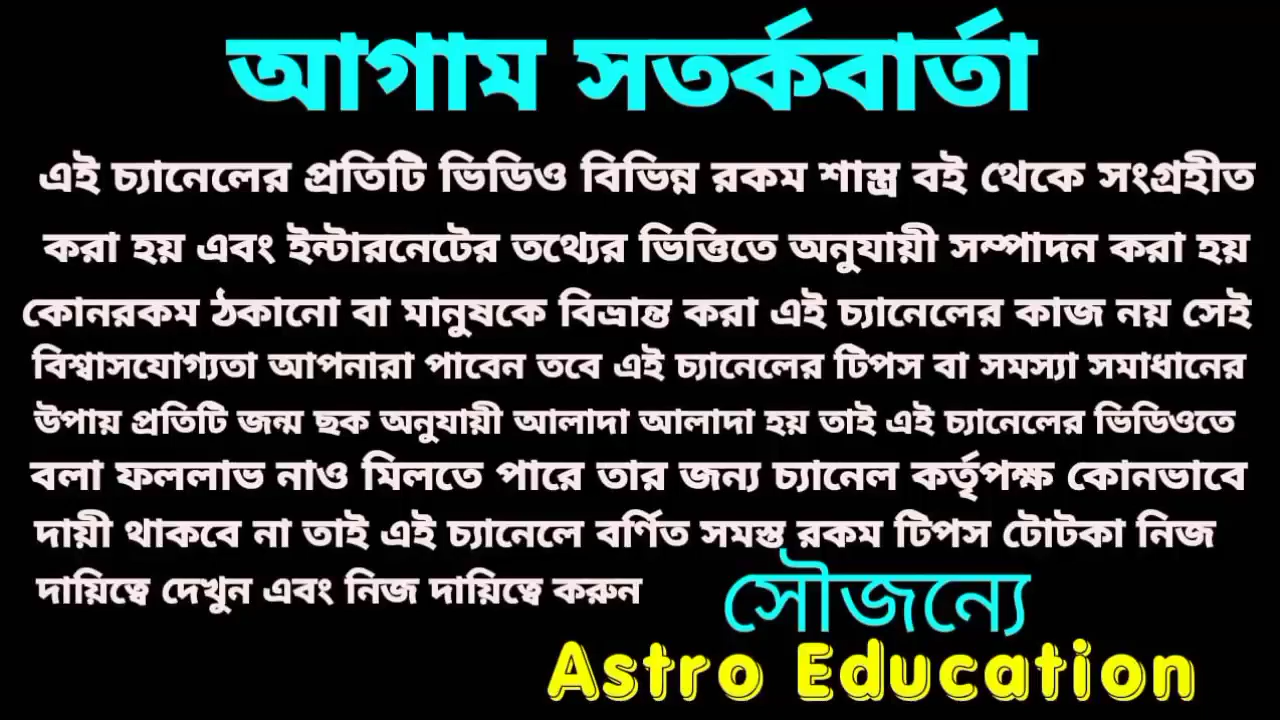 আগাম সতর্কবার্তা
এই চ্যানেলের প্রতিটি ভিডিও বিভিন্ন রকম শাস্ত্র বই থেকে সংগ্রহীত
করা হয় এবং ইন্টারনেটের তথ্যের ভিত্তিতে অনুযায়ী সম্পাদন করা হয়
কোনরকম ঠকানো বা মানুষকে বিভ্রান্ত করা এই চ্যানেলের কাজ নয় সেই
বিশ্বাসযোগ্যতা আপনারা পাবেন তবে এই চ্যানেলের টিপস বা সমস্যা সমাধানের
উপায় প্রতিটি জন্ম ছক অনুযায়ী আলাদা আলাদা হয় তাই এই চ্যানেলের ভিডিওতে
বলা ফললাভ নাও মিলতে পারে তার জন্য চ্যানেল কর্তৃপক্ষ কোনভাবে
দায়ী থাকবে না তাই এই চ্যানেলে বর্ণিত সমস্ত রকম টিপস টোটকা নিজ
দায়িত্বে দেখুন এবং নিজ দায়িত্বে করুন
সৌজন্যে
Astro Education